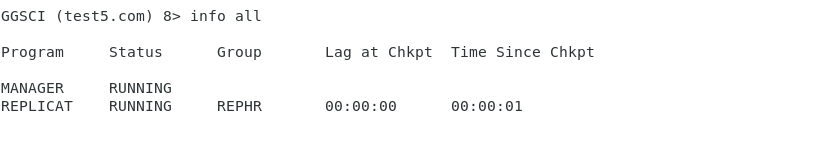 GGSCI (test5.com) 8> info all
Program     Status      Group       Lag at Chkpt  Time Since Chkpt
MANAGER     RUNNING
REPLICAT    RUNNING     REPHR       00:00:00      00:00:01